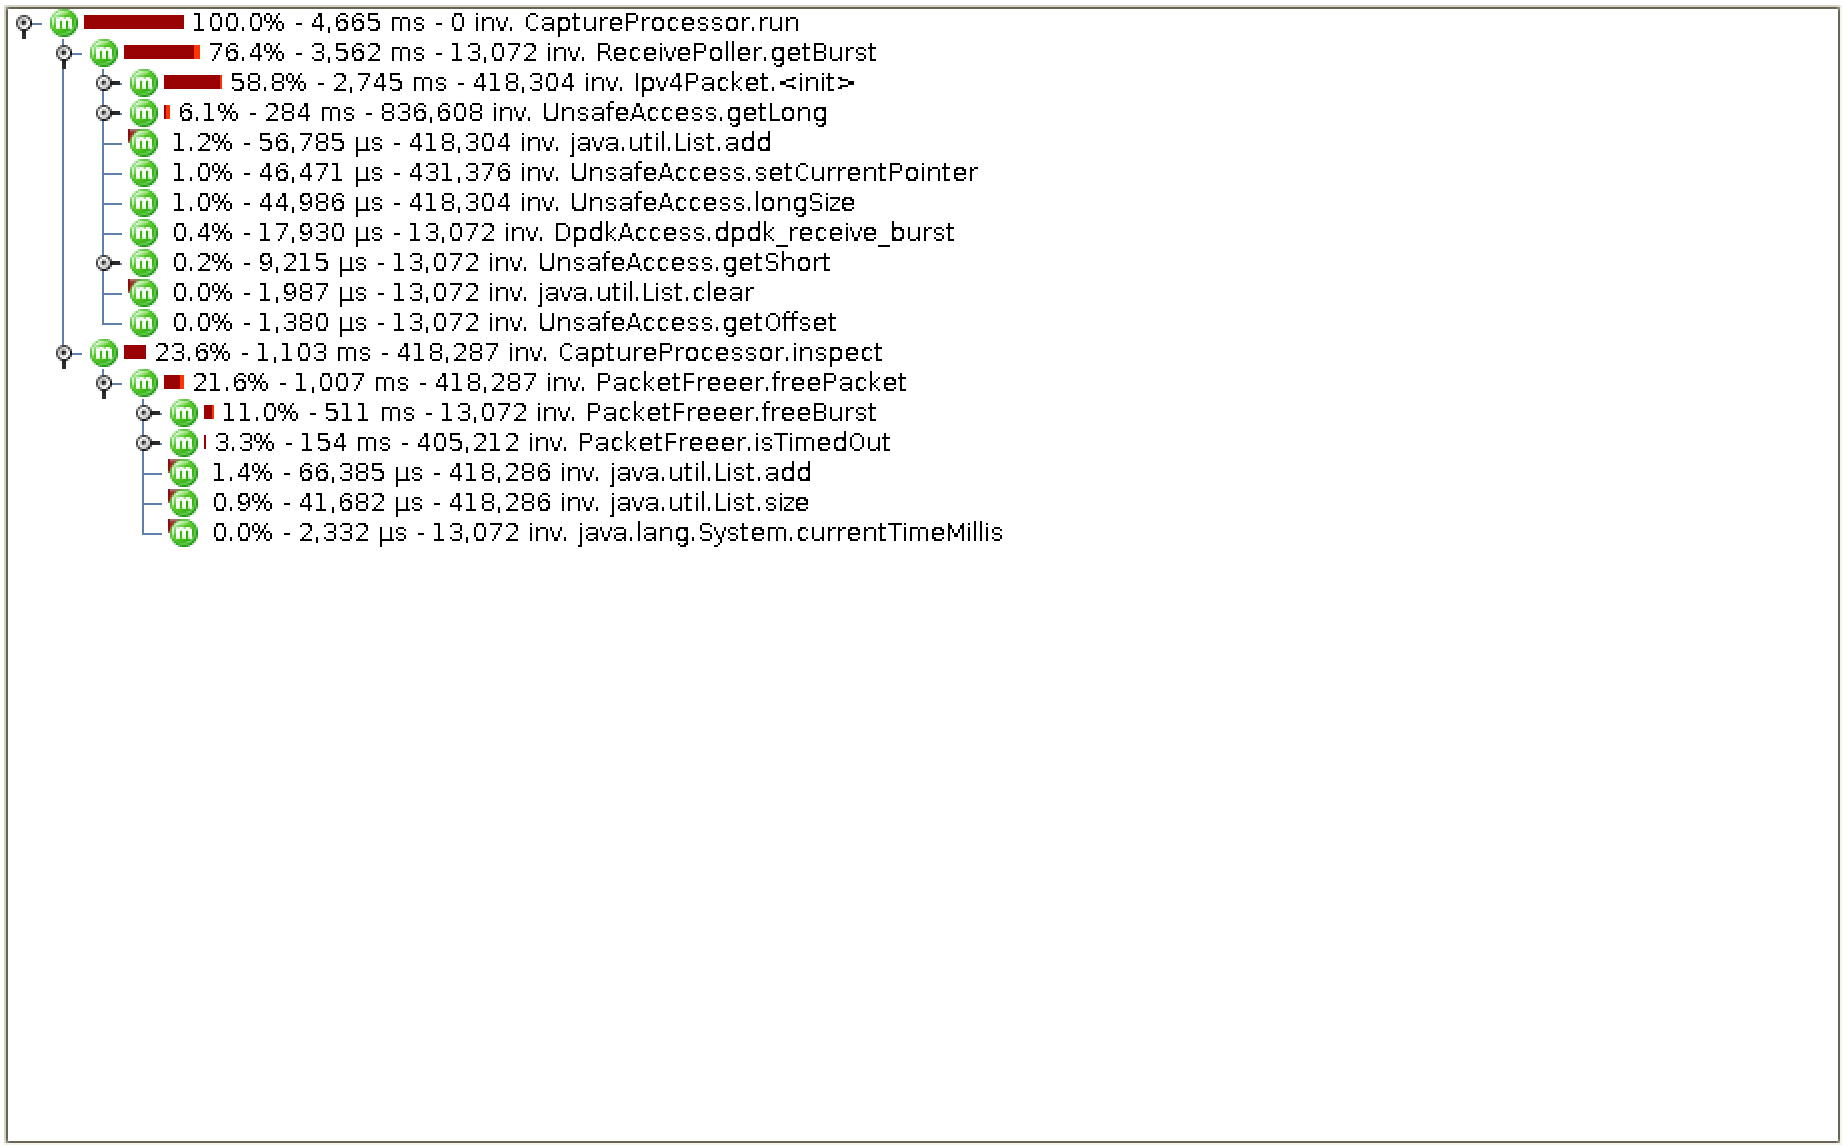 m 100.0% - 4,665 ms - 0 inv. CaptureProcessor.run
m 76.4% - 3,562 ms - 13,072 inv. ReceivePoller.getBurst
m 58.8% - 2,745 ms - 418,304 inv. Ipv4Packet.<init>
m 6.1% - 284 ms - 836,608 inv. UnsafeAccess.getLong
m 1.2% - 56,785 µs - 418,304 inv. java.util.List.add
m 1.0% - 46,471 µs - 431,376 inv. UnsafeAccess.setCurrentPointer
m 1.0% - 44,986 µs - 418,304 inv. UnsafeAccess.longSize
m 0.4% - 17,930 µs - 13,072 inv. DpdkAccess.dpdk_receive_burst
m 0.2% - 9,215 µs - 13,072 inv. UnsafeAccess.getShort
m 0.0% - 1,987 µs - 13,072 inv. java.util.List.clear
m 0.0% - 1,380 µs - 13,072 inv. UnsafeAccess.getOffset
m 23.6% - 1,103 ms - 418,287 inv. CaptureProcessor.inspect
m 21.6% - 1,007 ms - 418,287 inv. PacketFreeer.freePacket
m 11.0% - 511 ms - 13,072 inv. PacketFreeer.freeBurst
m 3.3% - 154 ms - 405,212 inv. PacketFreeer.isTimedOut
m 1.4% - 66,385 µs - 418,286 inv. java.util.List.add
m 0.9% - 41,682 µs - 418,286 inv. java.util.List.size
m 0.0% - 2,332 µs - 13,072 inv. java.lang.System.currentTimeMillis